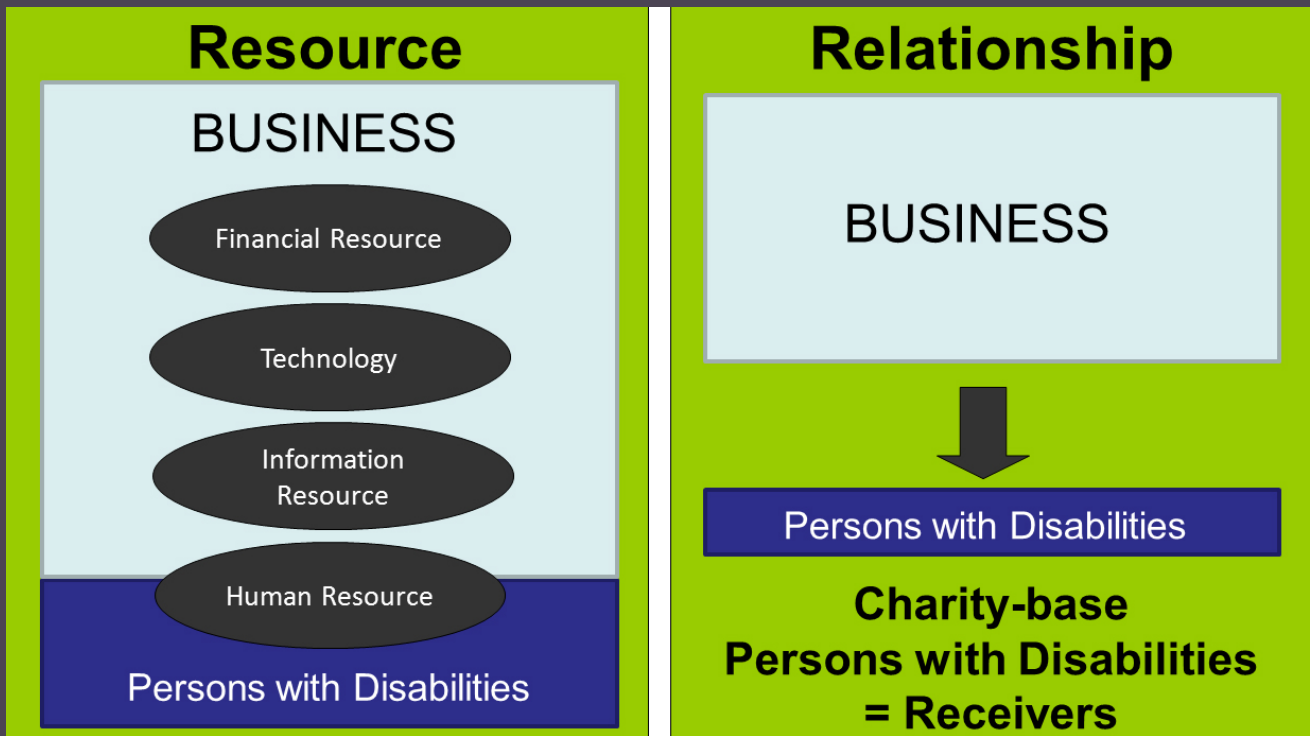 Resource
BUSINESS
Financial Resource
Technology
Information
Resource
Human Resource
Persons with Disabilities
Relationship
BUSINESS
Persons with Disabilities
Charity-base
Persons with Disabilities
= Receivers